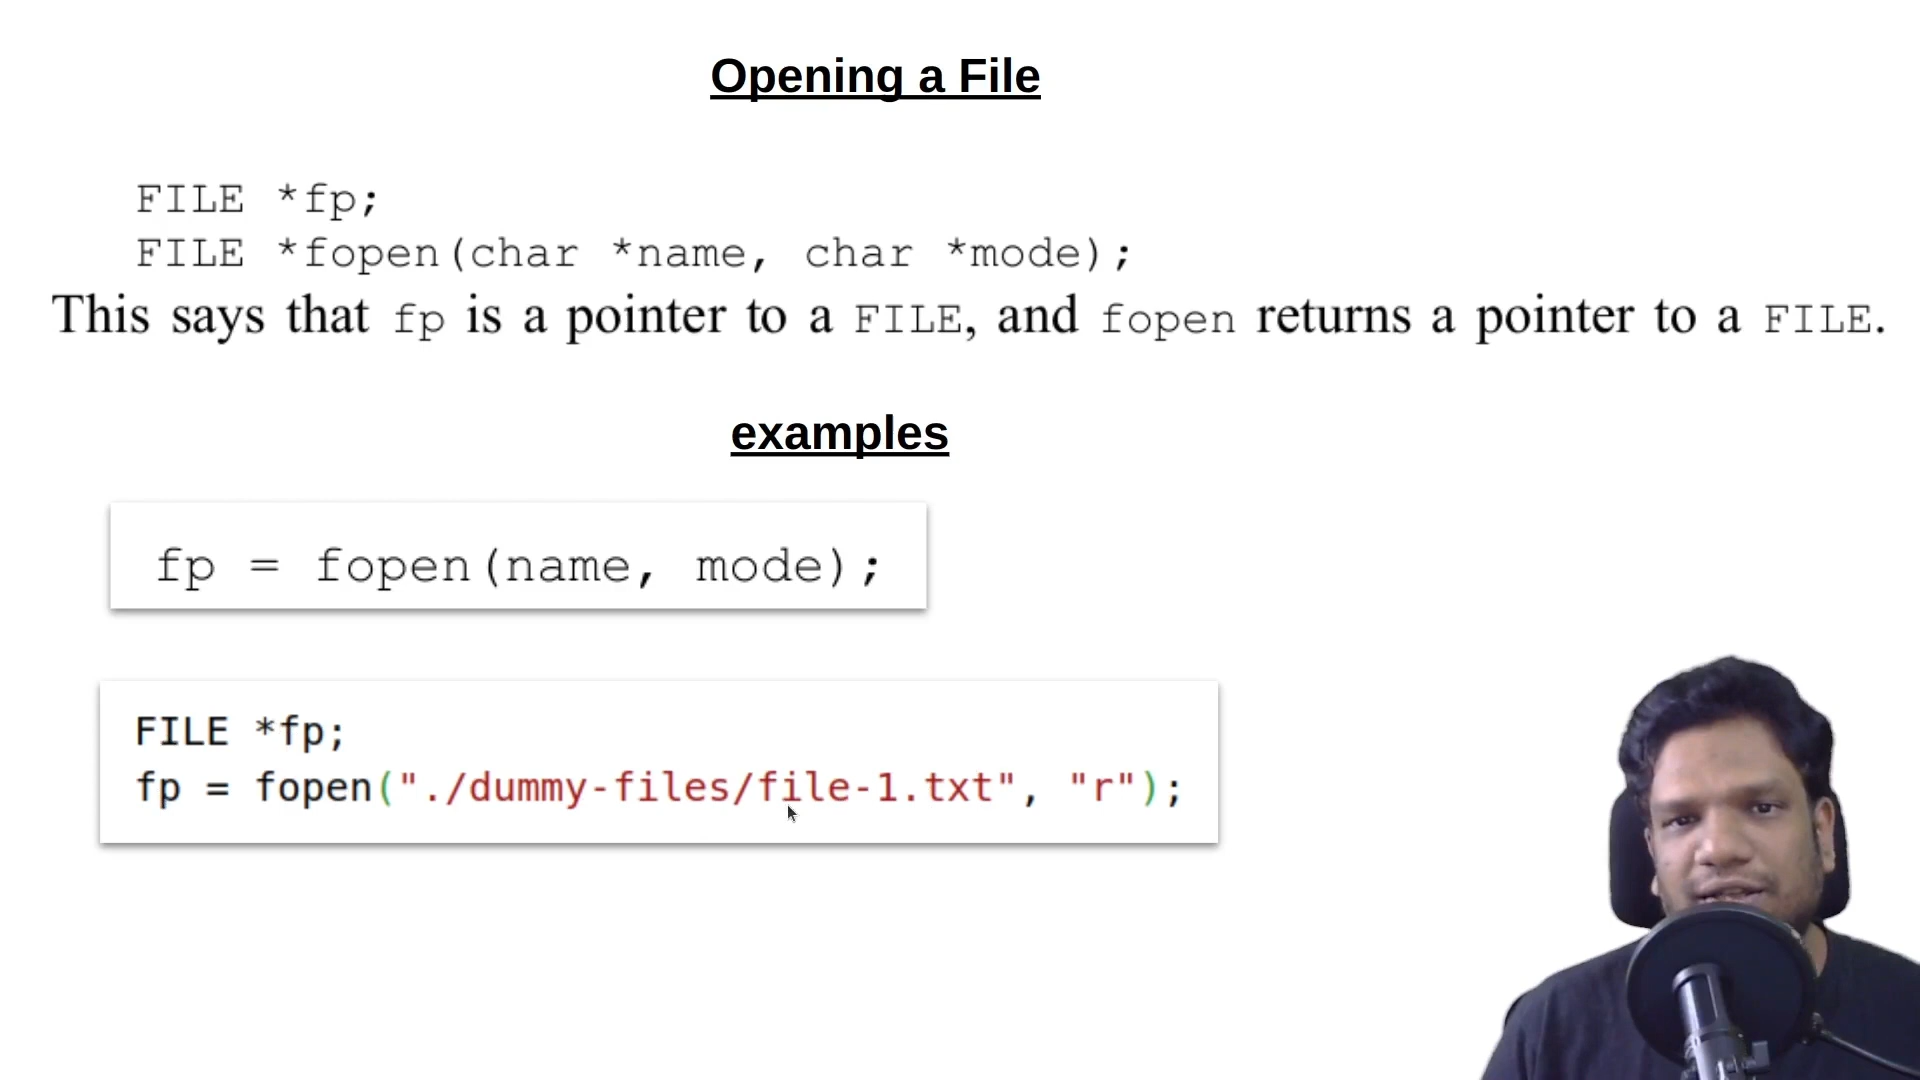 Opening a File
FILE *fp;
FILE *fopen(char *name, char *mode);
This says that fp is a pointer to a FILE, and fopen returns a pointer to a FILE.
examples
fp = fopen(name, mode);
FILE *fp;
fp = fopen("./dummy-files/file-1.txt", "r");